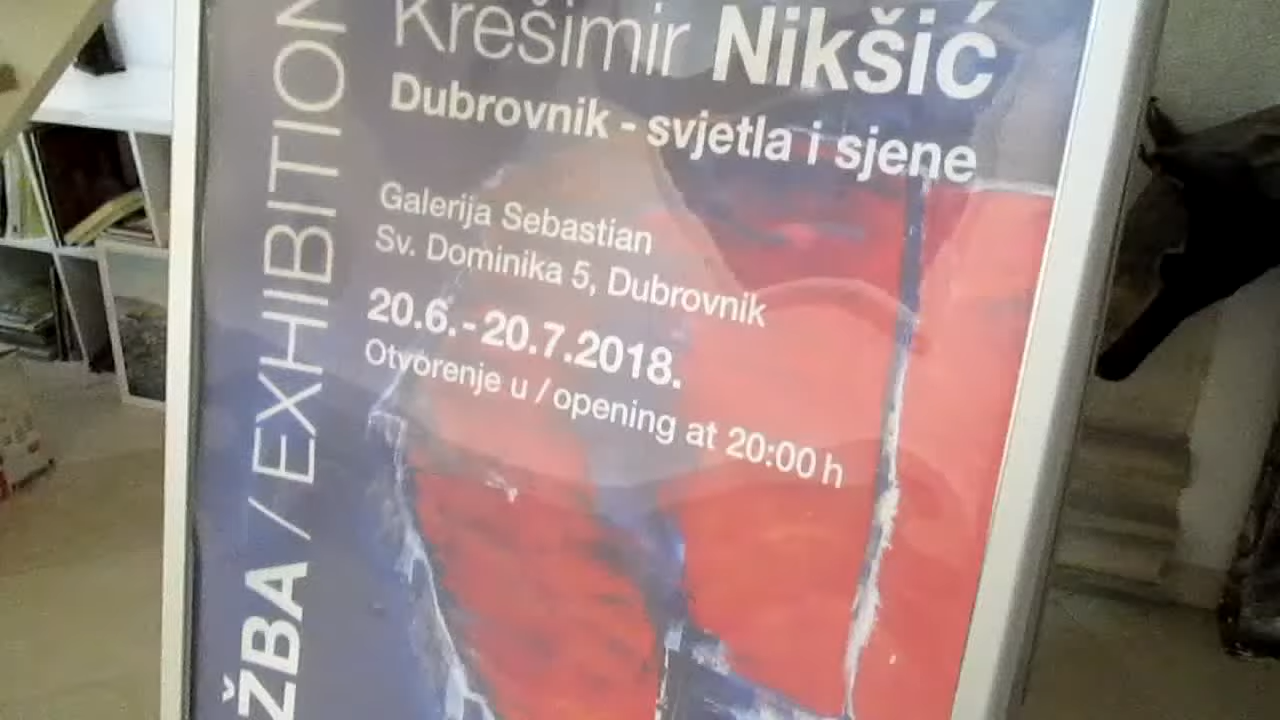 Krešimir Nikšić
Dubrovnik - svjetla i sjene
Galerija Sebastian
Sv. Dominika 5, Dubrovnik
20.6.-20.7.2018.
Otvorenje u / opening at 20:00 h
ŽBA / EXHIBITION